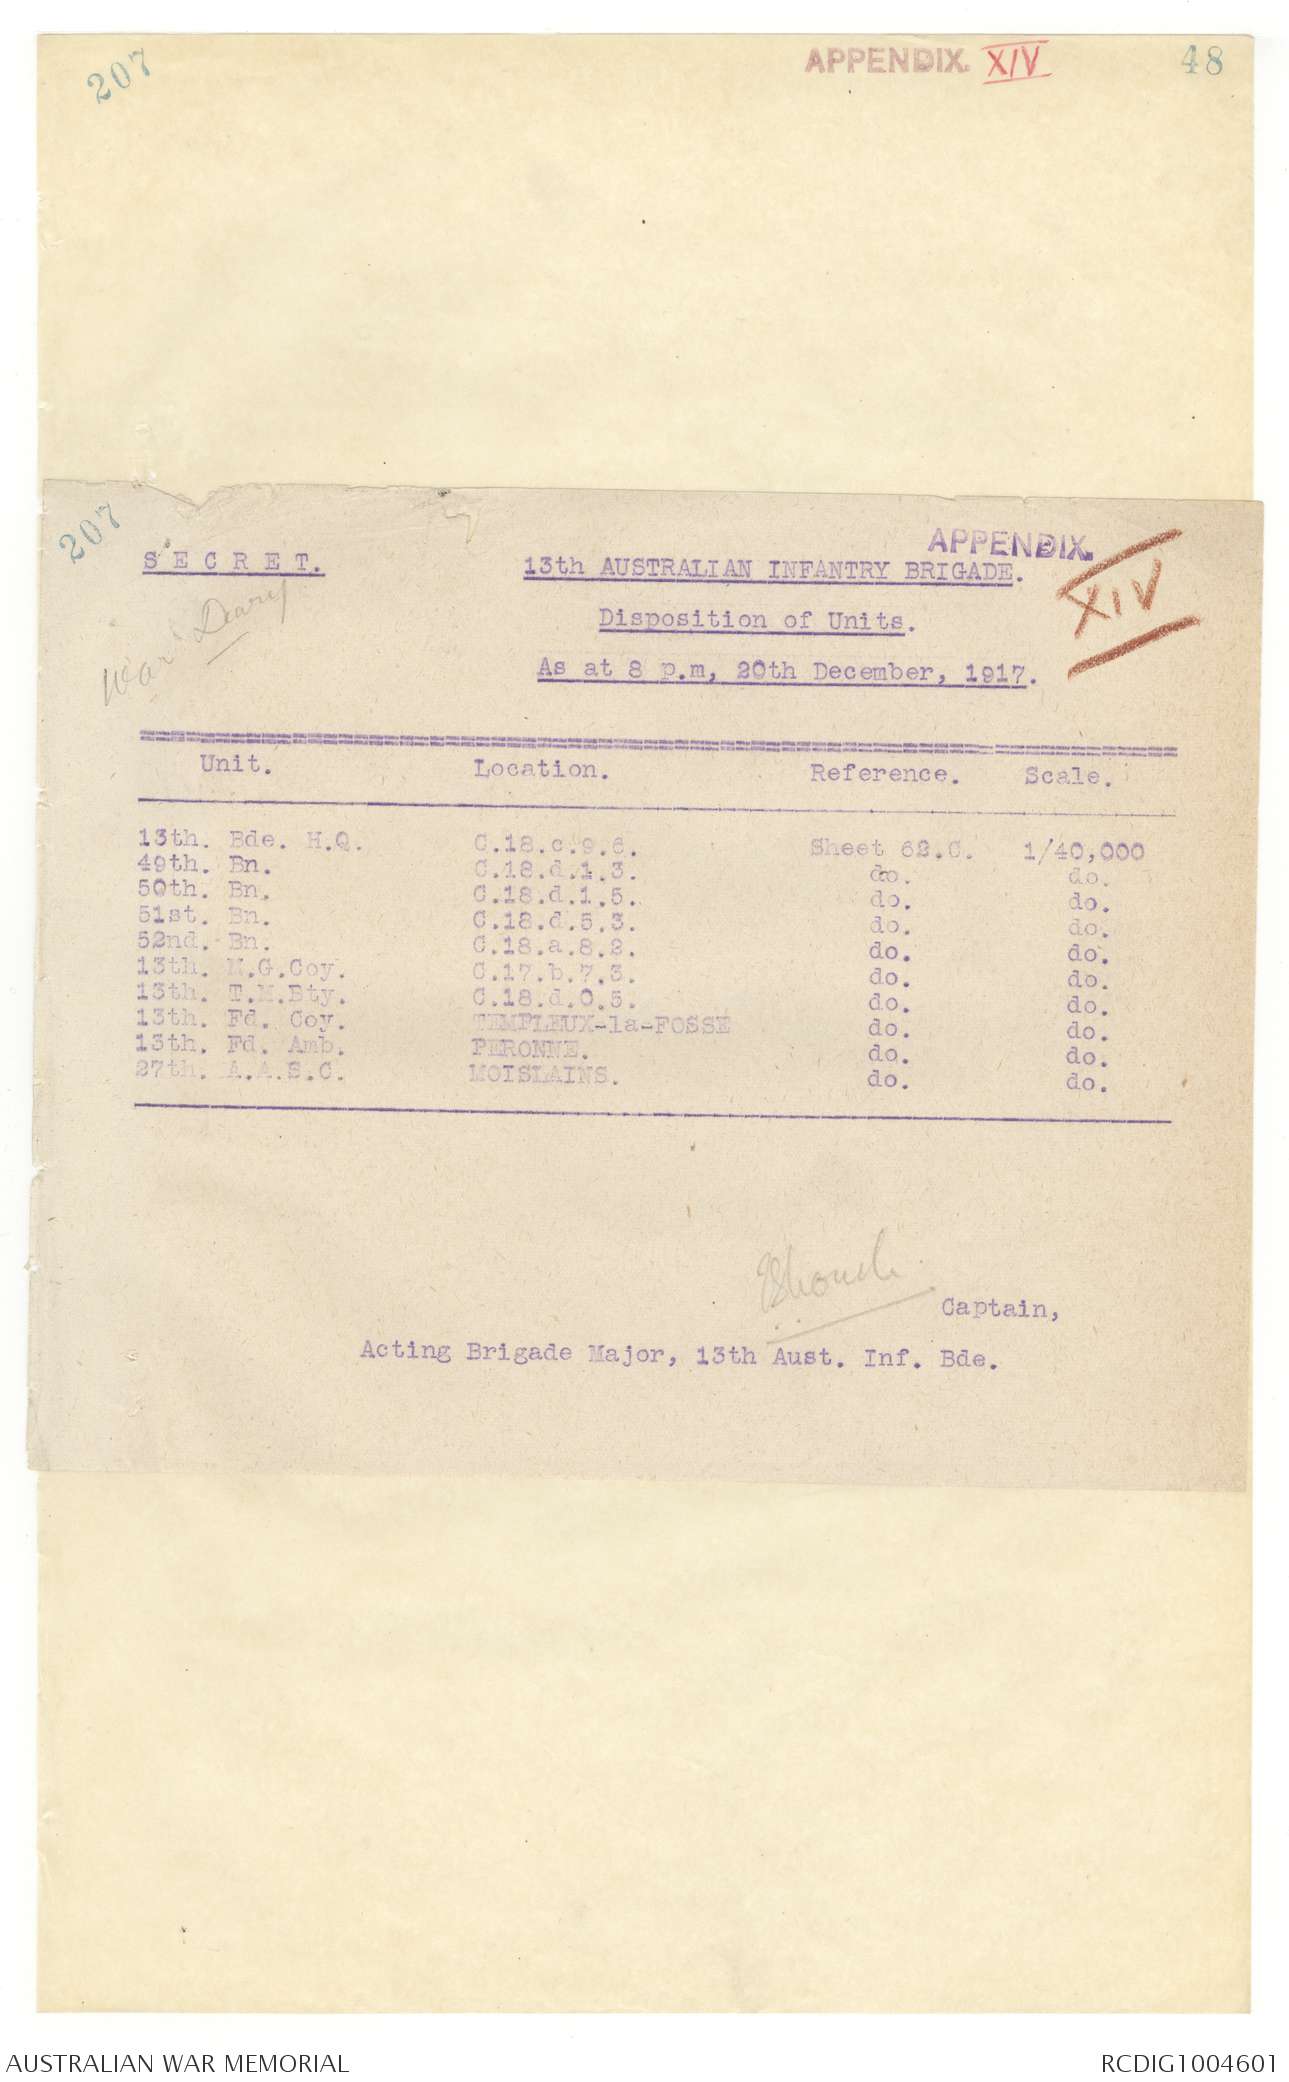 207
APPENDIX. XIV
48
207
APPENDIX.
XIV
S E C R E T.
13th AUSTRALIAN INFANTRY BRIGADE.
War Diary
Disposition of Units.
As at 8 p.m, 20th December, 1917.
Unit. Location. Reference. Scale.
13th. Bde. H.Q. C.18.c.9.6. Sheet 62.C. 1/40,000
49th. Bn. C.18.d.1.3. do. do.
50th. Bn. C.18.d.1.5. do. do.
51st. Bn. C.18.d.5.3. do. do.
52nd. Bn. C.18.a.8.2. do. do.
13th. M.G.Coy. C.17.b.7.3. do. do.
13th. T.M.Bty. C.18.d.0.5. do. do.
13th. Fd. Coy. TEMPLEUX-la-FOSSE do. do.
13th. Fd. Amb. PERONNE. do. do.
27th. A.A.S.C. MOISLAINS. do. do.
Captain,
Acting Brigade Major, 13th Aust. Inf. Bde.
AUSTRALIAN WAR MEMORIAL
RCDIG1004601